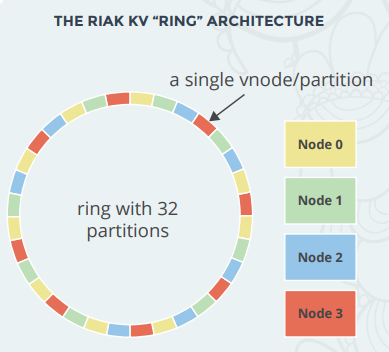 THE RIAK KV “RING” ARCHITECTURE
a single vnode/partition
ring with 32
partitions
Node 0
Node 1
Node 2
Node 3